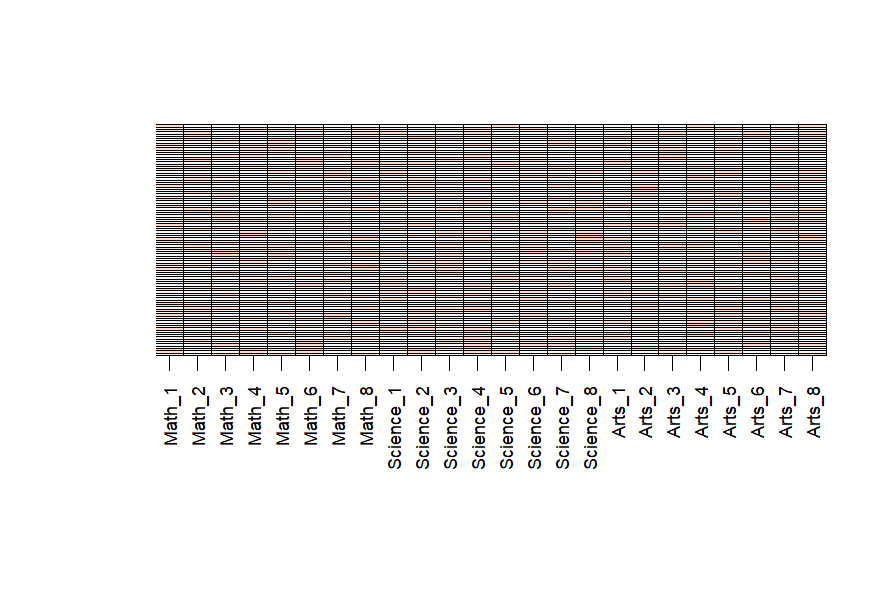 Math_1
Math_2
Math_3
Math_4
Math_5
Math_6
Math_7
Math_8
Science_1
Science_2
Science_3
Science_4
Science_5
Science_6
Science_7
Science_8
Arts_1
Arts_2
Arts_3
Arts_4
Arts_5
Arts_6
Arts_7
Arts_8